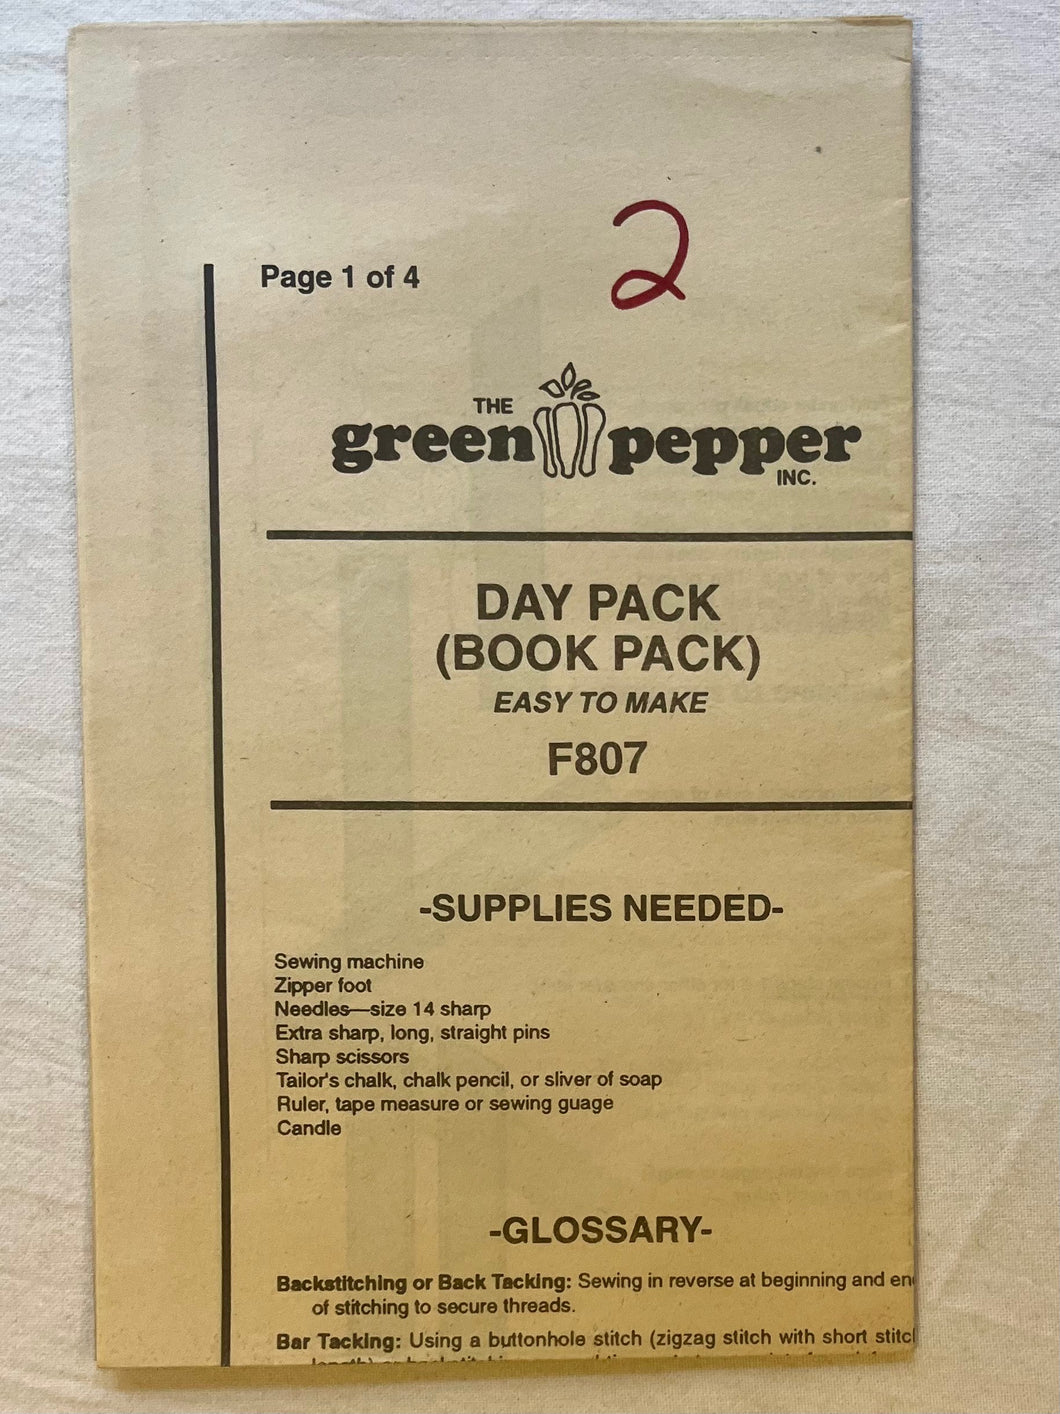 Page 1 of 4
2
THE
green pepper
INC.
DAY PACK
(BOOK PACK)
EASY TO MAKE
F807
-SUPPLIES NEEDED-
Sewing machine
Zipper foot
Needles—size 14 sharp
Extra sharp, long, straight pins
Sharp scissors
Tailor's chalk, chalk pencil, or sliver of soap
Ruler, tape measure or sewing guage
Candle
-GLOSSARY-
Backstitching or Back Tacking: Sewing in reverse at beginning and en
of stitching to secure threads.
Bar Tacking: Using a buttonhole stitch (zigzag stitch with short stitc